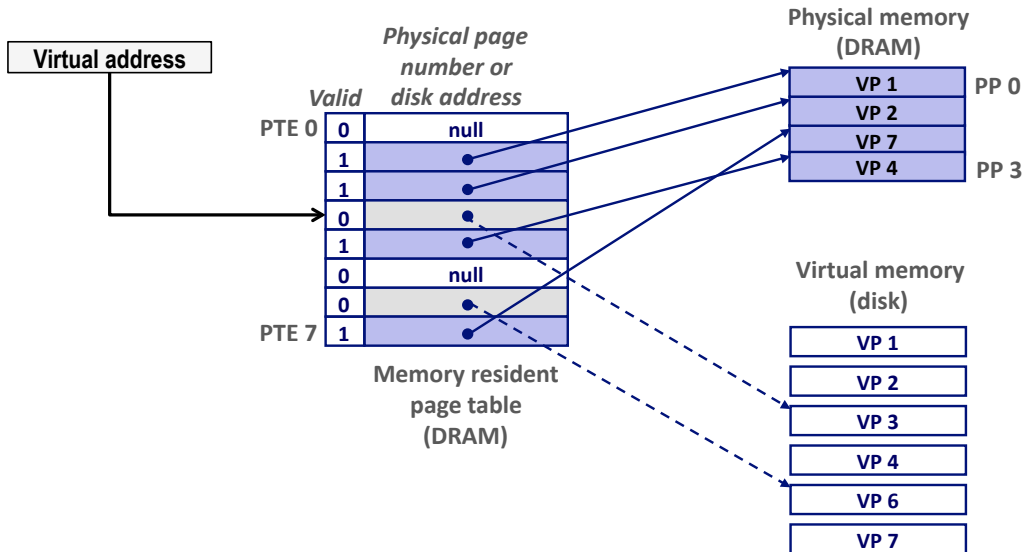 Virtual address
Physical page
number or
disk address
Valid
PTE 0
0
null
1
1
0
1
0
null
0
PTE 7
1
Memory resident
page table
(DRAM)
Physical memory
(DRAM)
VP 1
PP 0
VP 2
VP 7
VP 4
PP 3
Virtual memory
(disk)
VP 1
VP 2
VP 3
VP 4
VP 6
VP 7